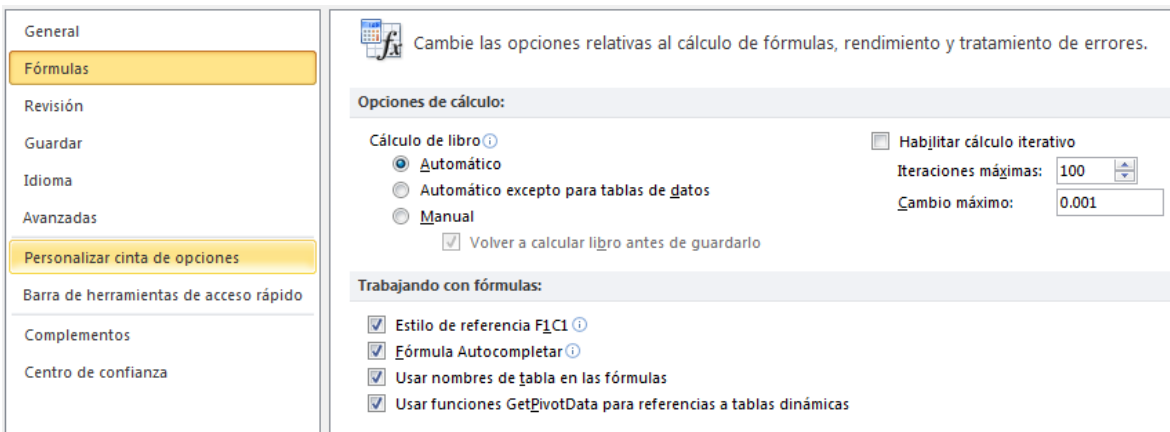 General
Fórmulas
Revisión
Guardar
Idioma
Avanzadas
Personalizar cinta de opciones
Barra de herramientas de acceso rápido
Complementos
Centro de confianza
fx Cambie las opciones relativas al cálculo de fórmulas, rendimiento y tratamiento de errores.
Opciones de cálculo:
Cálculo de libro
Automático
Automático excepto para tablas de datos
Manual
Volver a calcular libro antes de guardarlo
Habilitar cálculo iterativo
Iteraciones máximas: 100
Cambio máximo: 0.001
Trabajando con fórmulas:
Estilo de referencia F1C1
Fórmula Autocompletar
Usar nombres de tabla en las fórmulas
Usar funciones GetPivotData para referencias a tablas dinámicas